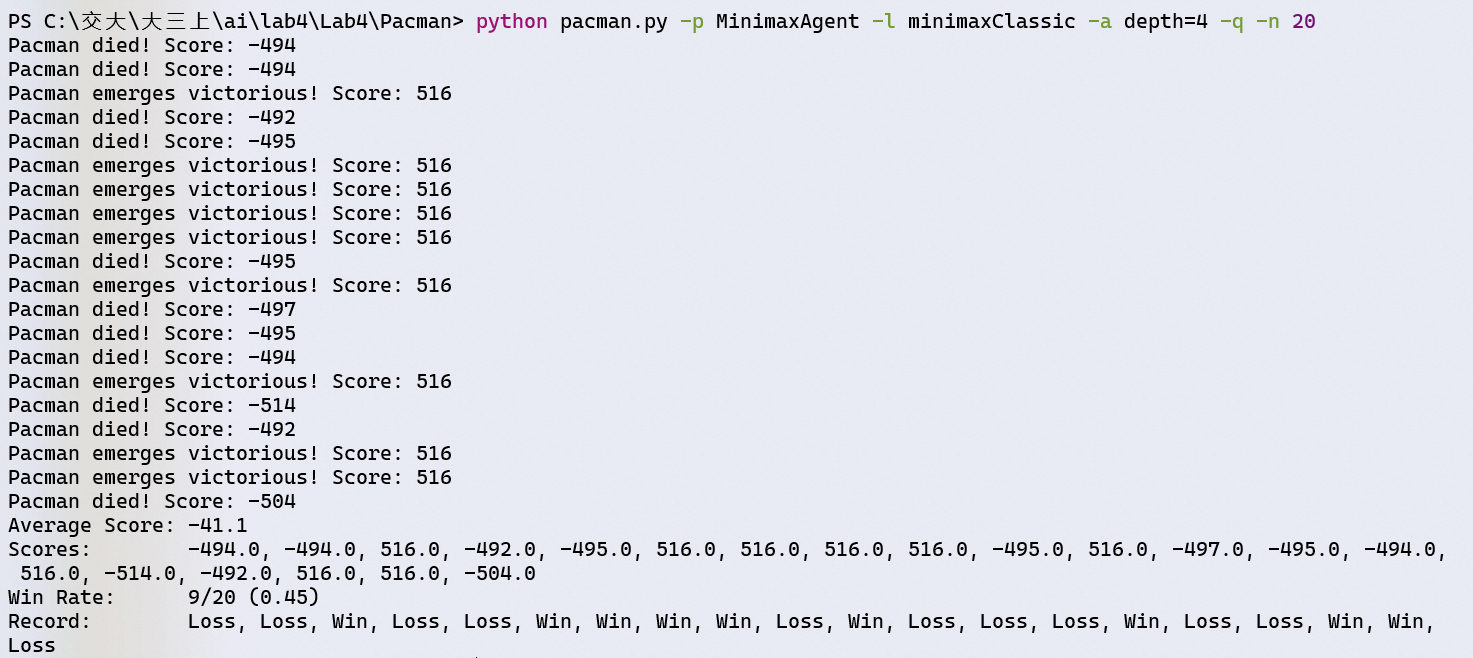 PS C:\交大\大三上\ai\lab4\Lab4\Pacman> python pacman.py -p MinimaxAgent -l minimaxClassic -a depth=4 -q -n 20
Pacman died! Score: -494
Pacman died! Score: -494
Pacman emerges victorious! Score: 516
Pacman died! Score: -492
Pacman died! Score: -495
Pacman emerges victorious! Score: 516
Pacman emerges victorious! Score: 516
Pacman emerges victorious! Score: 516
Pacman emerges victorious! Score: 516
Pacman died! Score: -495
Pacman emerges victorious! Score: 516
Pacman died! Score: -497
Pacman died! Score: -495
Pacman died! Score: -494
Pacman emerges victorious! Score: 516
Pacman died! Score: -514
Pacman died! Score: -492
Pacman emerges victorious! Score: 516
Pacman emerges victorious! Score: 516
Pacman died! Score: -504
Average Score: -41.1
Scores:        -494.0, -494.0, 516.0, -492.0, -495.0, 516.0, 516.0, 516.0, 516.0, -495.0, 516.0, -497.0, -495.0, -494.0,
 516.0, -514.0, -492.0, 516.0, 516.0, -504.0
Win Rate:      9/20 (0.45)
Record:        Loss, Loss, Win, Loss, Loss, Win, Win, Win, Win, Loss, Win, Loss, Loss, Loss, Win, Loss, Loss, Win, Win,
Loss